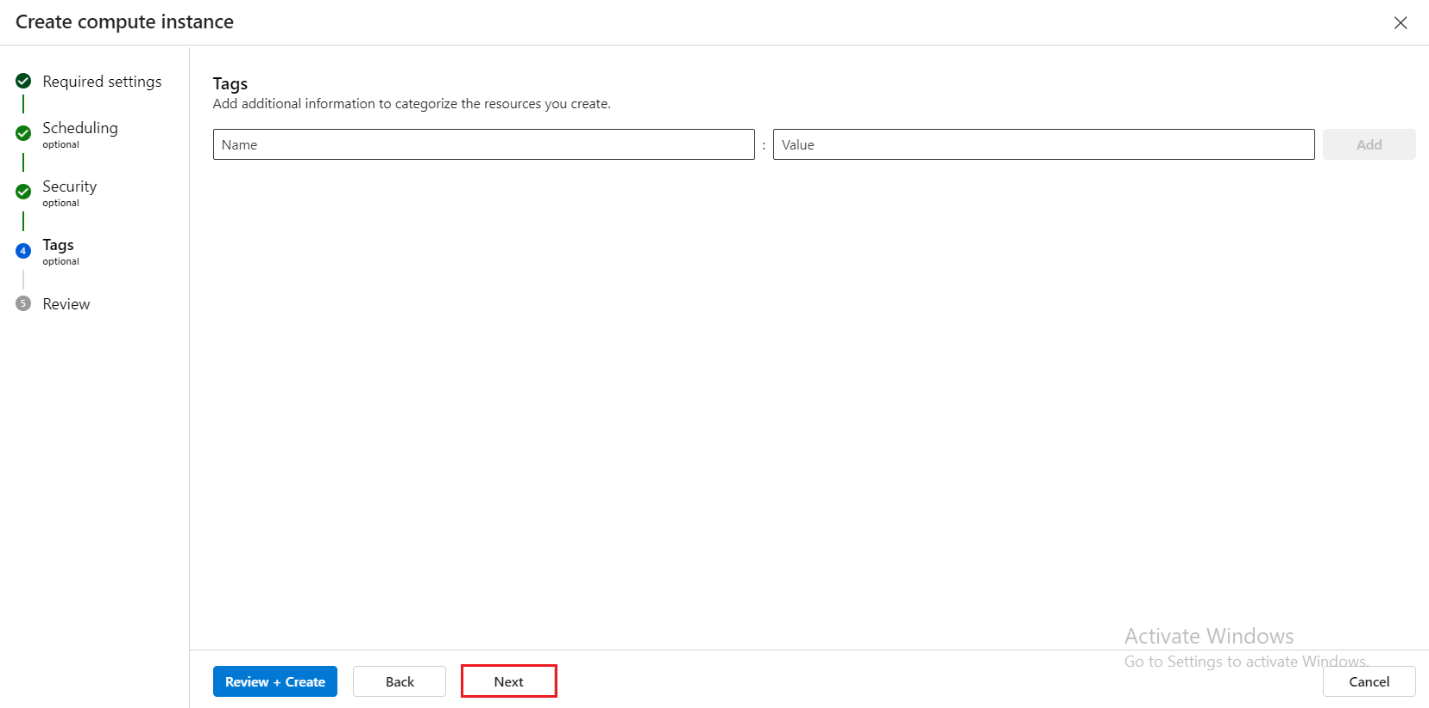 Create compute instance
Required settings
Scheduling
optional
Security
optional
4
Tags
optional
5
Review
Tags
Add additional information to categorize the resources you create.
Name : Value Add
Activate Windows
Go to Settings to activate Windows.
Review + Create Back Next Cancel